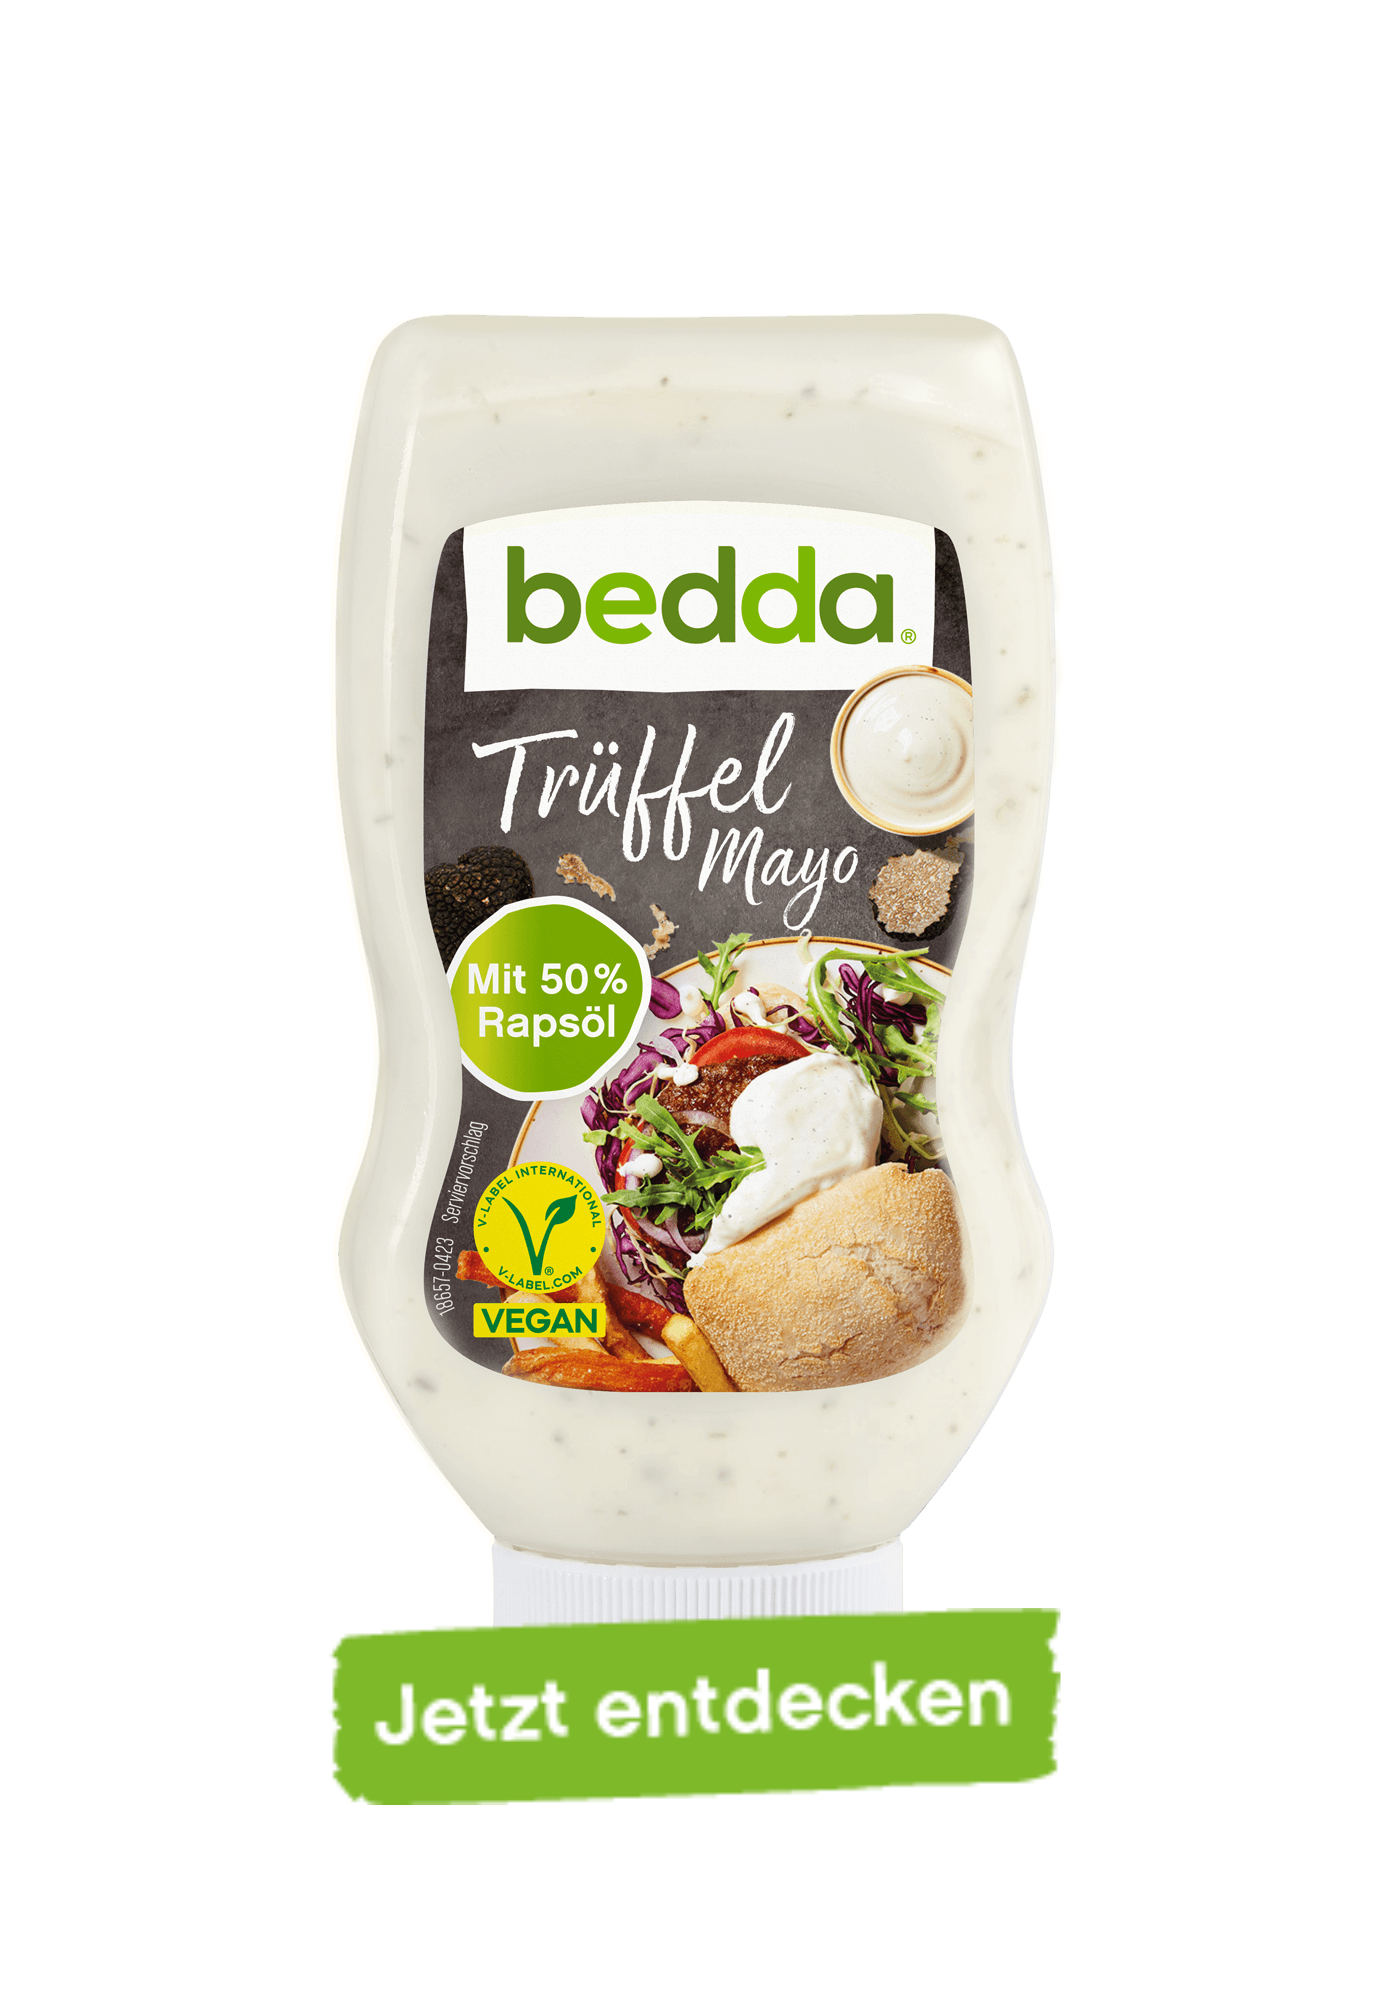 bedda®
Trüffel
Mayo
Mit 50%
Rapsöl
18657-0423 Serviervorschlag
V-LABEL INTERNATIONAL
V-LABEL.COM
®
VEGAN
Jetzt entdecken